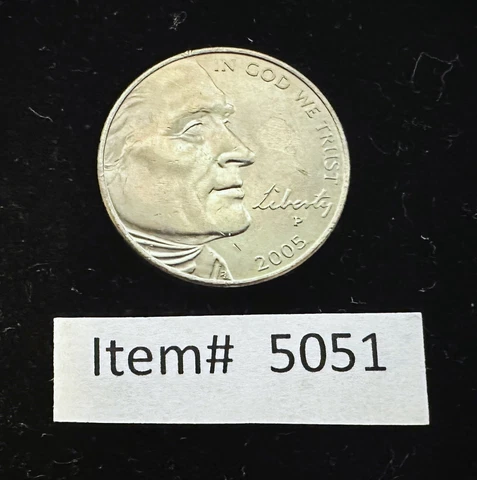 IN GOD WE TRUST
Liberty
P
2005
Item# 5051